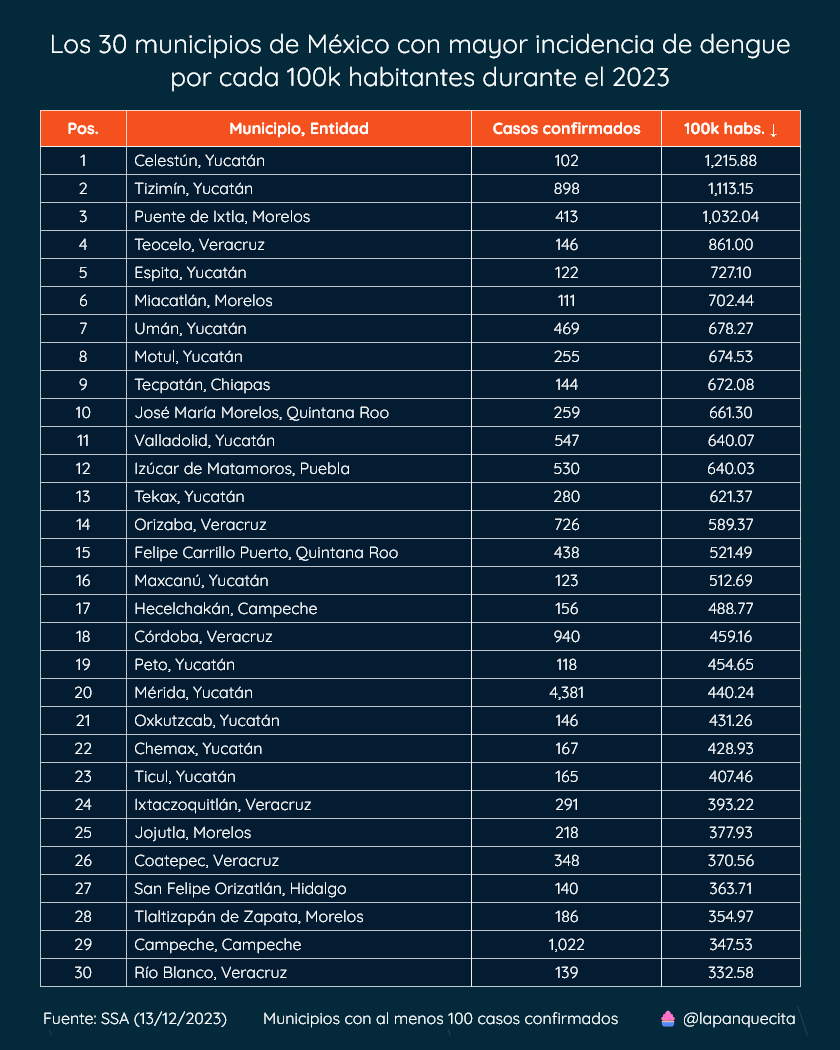 Los 30 municipios de México con mayor incidencia de dengue
por cada 100k habitantes durante el 2023
Pos. Municipio, Entidad Casos confirmados 100k habs. ↓
1 Celestún, Yucatán 102 1,215.88
2 Tizimín, Yucatán 898 1,113.15
3 Puente de Ixtla, Morelos 413 1,032.04
4 Teocelo, Veracruz 146 861.00
5 Espita, Yucatán 122 727.10
6 Miacatlán, Morelos 111 702.44
7 Umán, Yucatán 469 678.27
8 Motul, Yucatán 255 674.53
9 Tecpatán, Chiapas 144 672.08
10 José María Morelos, Quintana Roo 259 661.30
11 Valladolid, Yucatán 547 640.07
12 Izúcar de Matamoros, Puebla 530 640.03
13 Tekax, Yucatán 280 621.37
14 Orizaba, Veracruz 726 589.37
15 Felipe Carrillo Puerto, Quintana Roo 438 521.49
16 Maxcanú, Yucatán 123 512.69
17 Hecelchakán, Campeche 156 488.77
18 Córdoba, Veracruz 940 459.16
19 Peto, Yucatán 118 454.65
20 Mérida, Yucatán 4,381 440.24
21 Oxkutzcab, Yucatán 146 431.26
22 Chemax, Yucatán 167 428.93
23 Ticul, Yucatán 165 407.46
24 Ixtaczoquitlán, Veracruz 291 393.22
25 Jojutla, Morelos 218 377.93
26 Coatepec, Veracruz 348 370.56
27 San Felipe Orizatlán, Hidalgo 140 363.71
28 Tlaltizapán de Zapata, Morelos 186 354.97
29 Campeche, Campeche 1,022 347.53
30 Río Blanco, Veracruz 139 332.58
Fuente: SSA (13/12/2023) Municipios con al menos 100 casos confirmados @lapanquecita